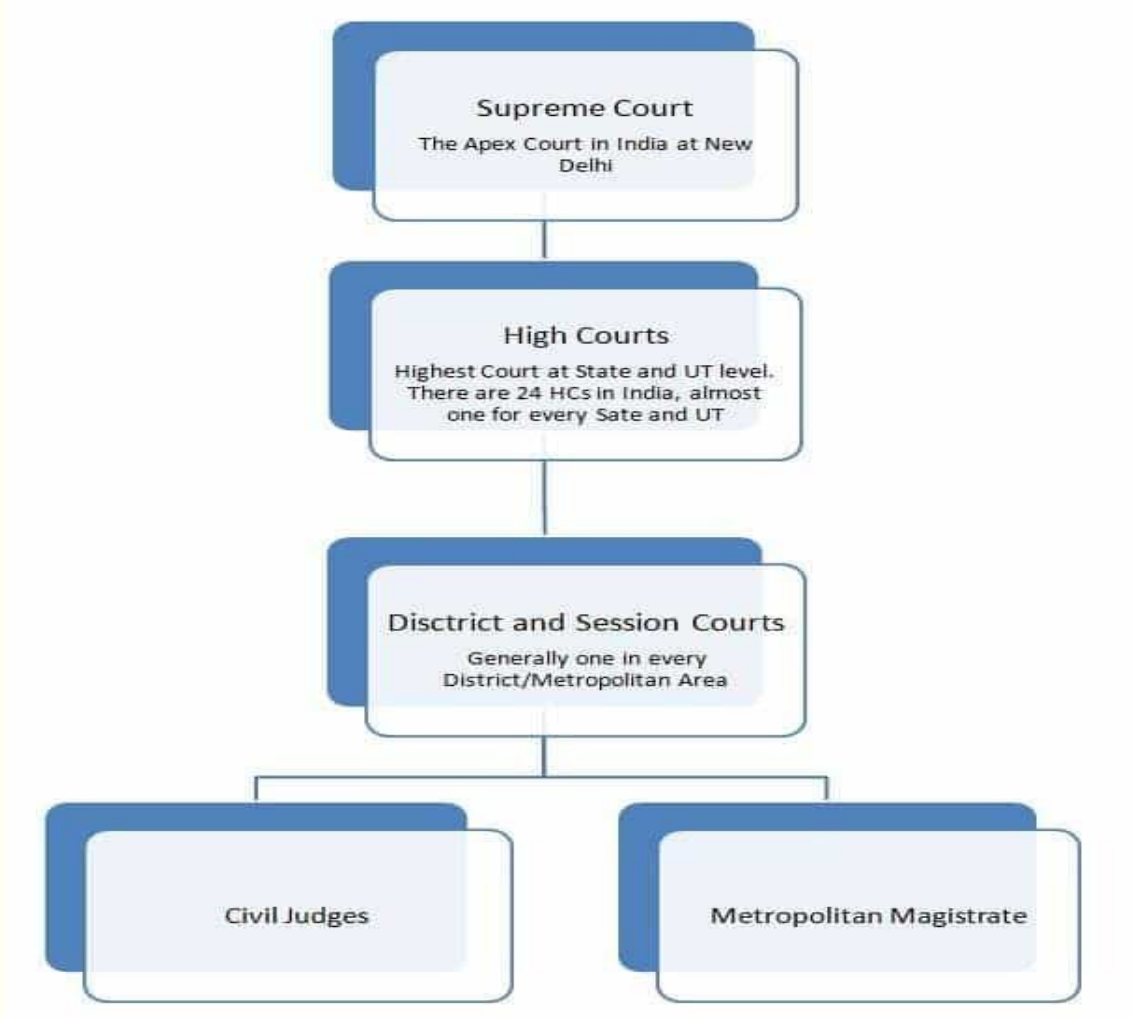 Supreme Court
The Apex Court in India at New
Delhi
High Courts
Highest Court at State and UT level.
There are 24 HCs in India, almost
one for every Sate and UT
Disctrict and Session Courts
Generally one in every
District/Metropolitan Area
Civil Judges
Metropolitan Magistrate